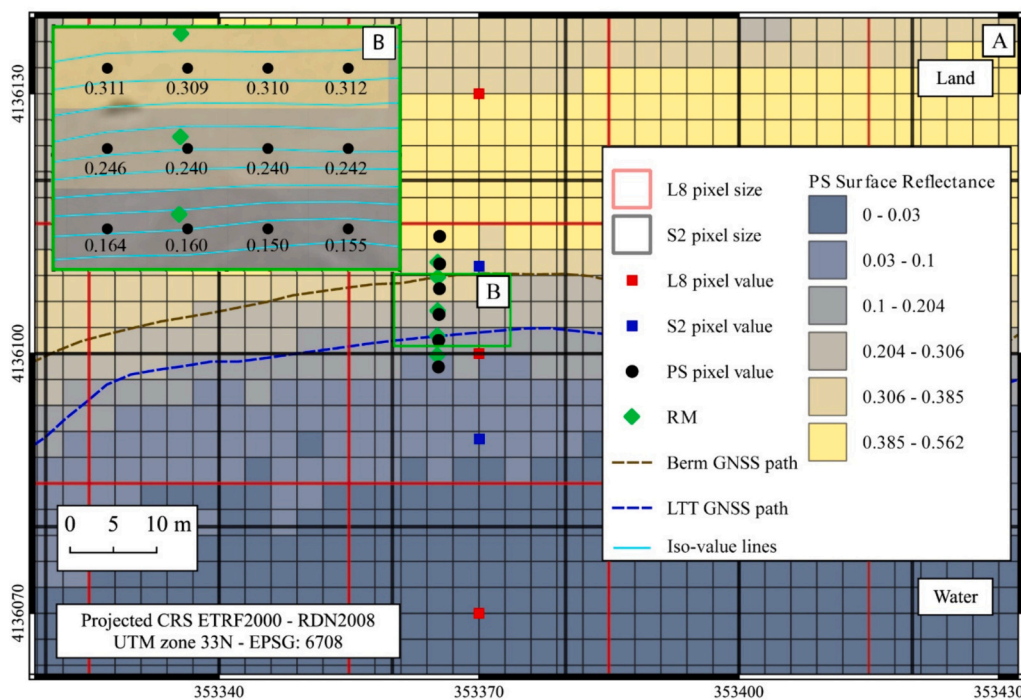 B
A
Land
4136130
0.311 0.309 0.310 0.312
0.246 0.240 0.240 0.242
0.164 0.160 0.150 0.155
L8 pixel size
S2 pixel size
L8 pixel value
S2 pixel value
PS pixel value
RM
Berm GNSS path
LTT GNSS path
Iso-value lines
PS Surface Reflectance
0 - 0.03
0.03 - 0.1
0.1 - 0.204
0.204 - 0.306
0.306 - 0.385
0.385 - 0.562
B
4136100
0 5 10 m
Projected CRS ETRF2000 - RDN2008
UTM zone 33N - EPSG: 6708
4136070
Water
353340 353370 353400 353430